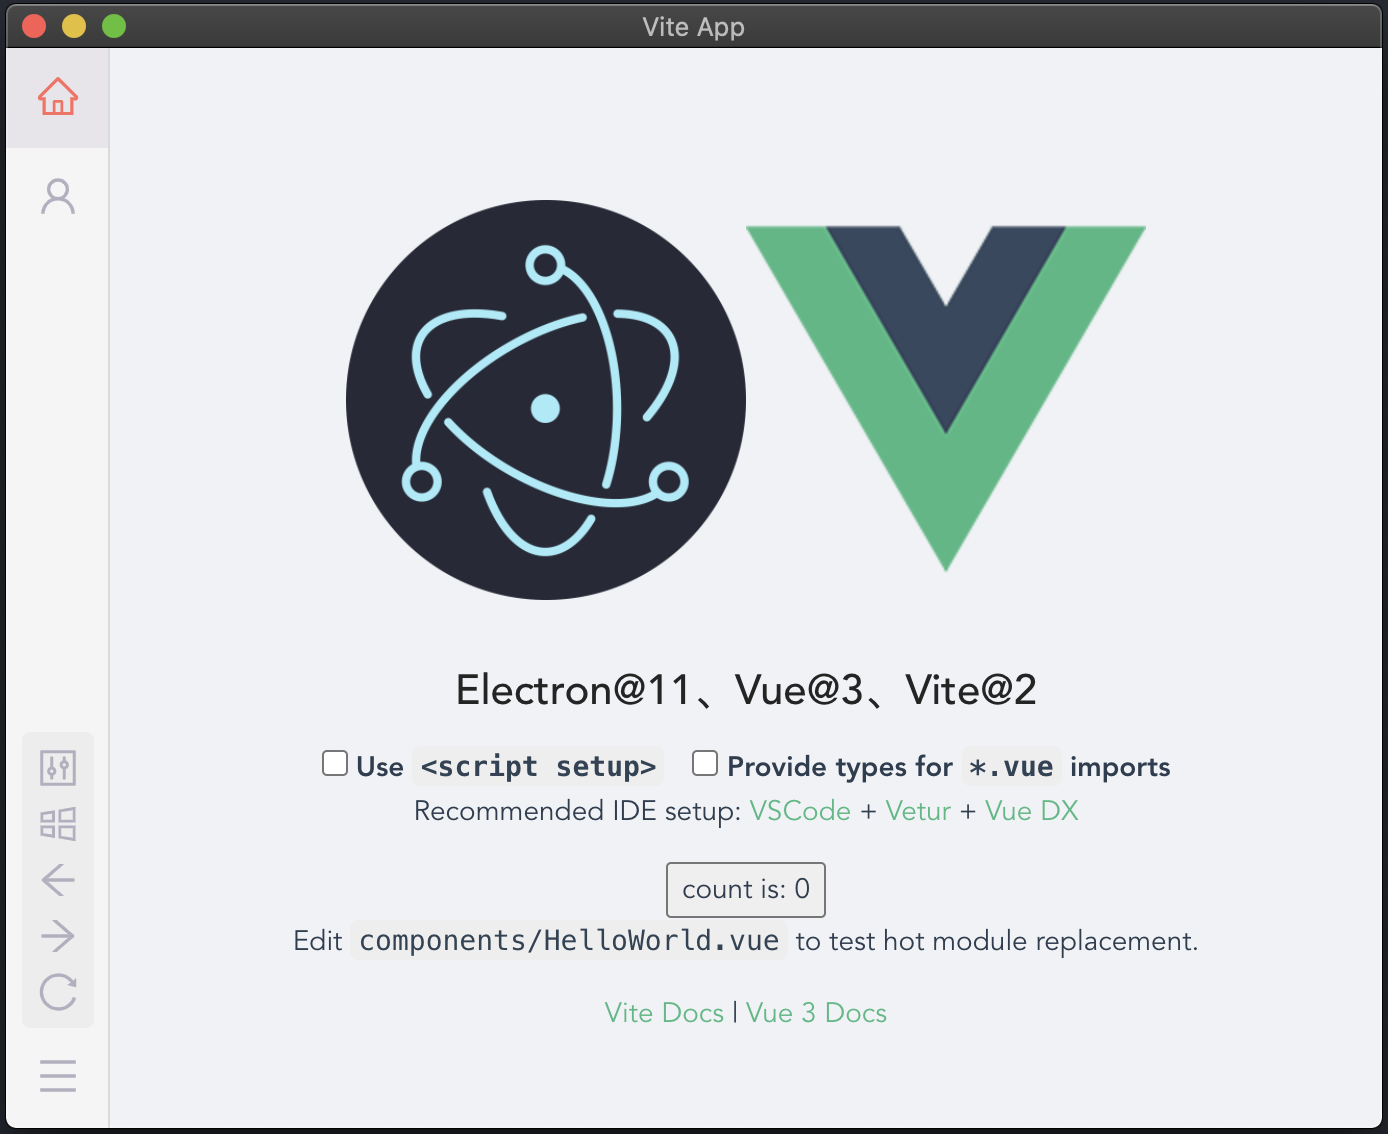 Vite App
Electron@11、Vue@3、Vite@2
Use <script setup> Provide types for *.vue imports
Recommended IDE setup: VSCode + Vetur + Vue DX
count is: 0
Edit components/HelloWorld.vue to test hot module replacement.
Vite Docs | Vue 3 Docs